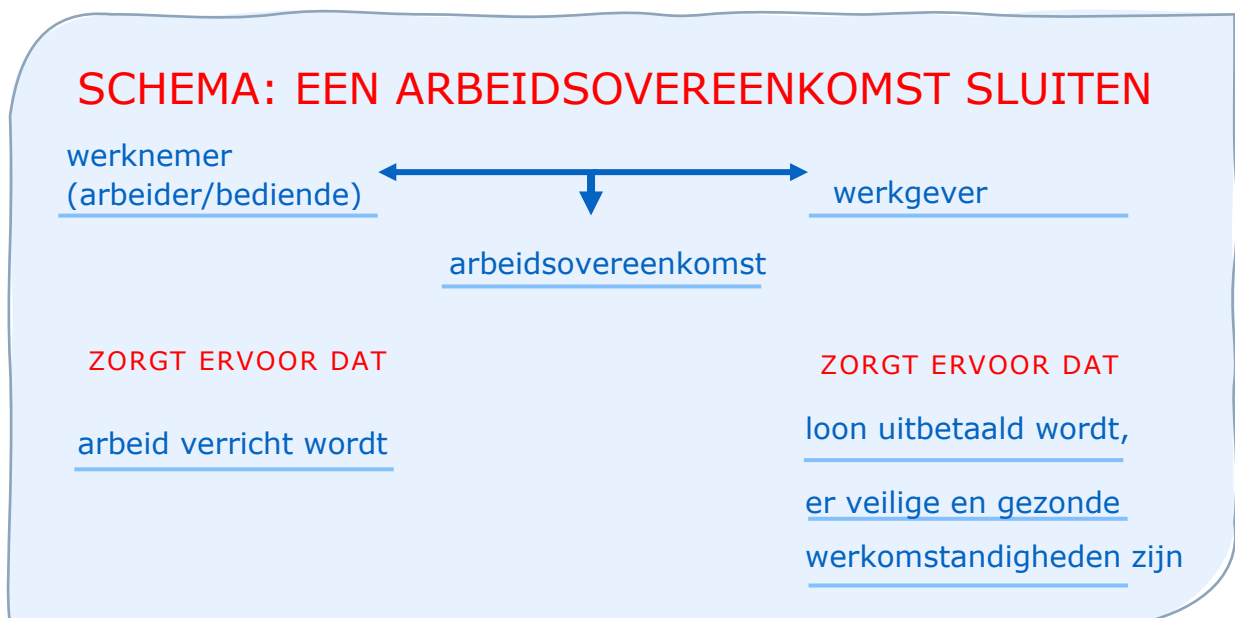 SCHEMA: EEN ARBEIDSOVEREENKOMST SLUITEN
werknemer
(arbeider/bediende)
werkgever
arbeidsovereenkomst
ZORGT ERVOOR DAT
arbeid verricht wordt
ZORGT ERVOOR DAT
loon uitbetaald wordt,
er veilige en gezonde
werkomstandigheden zijn